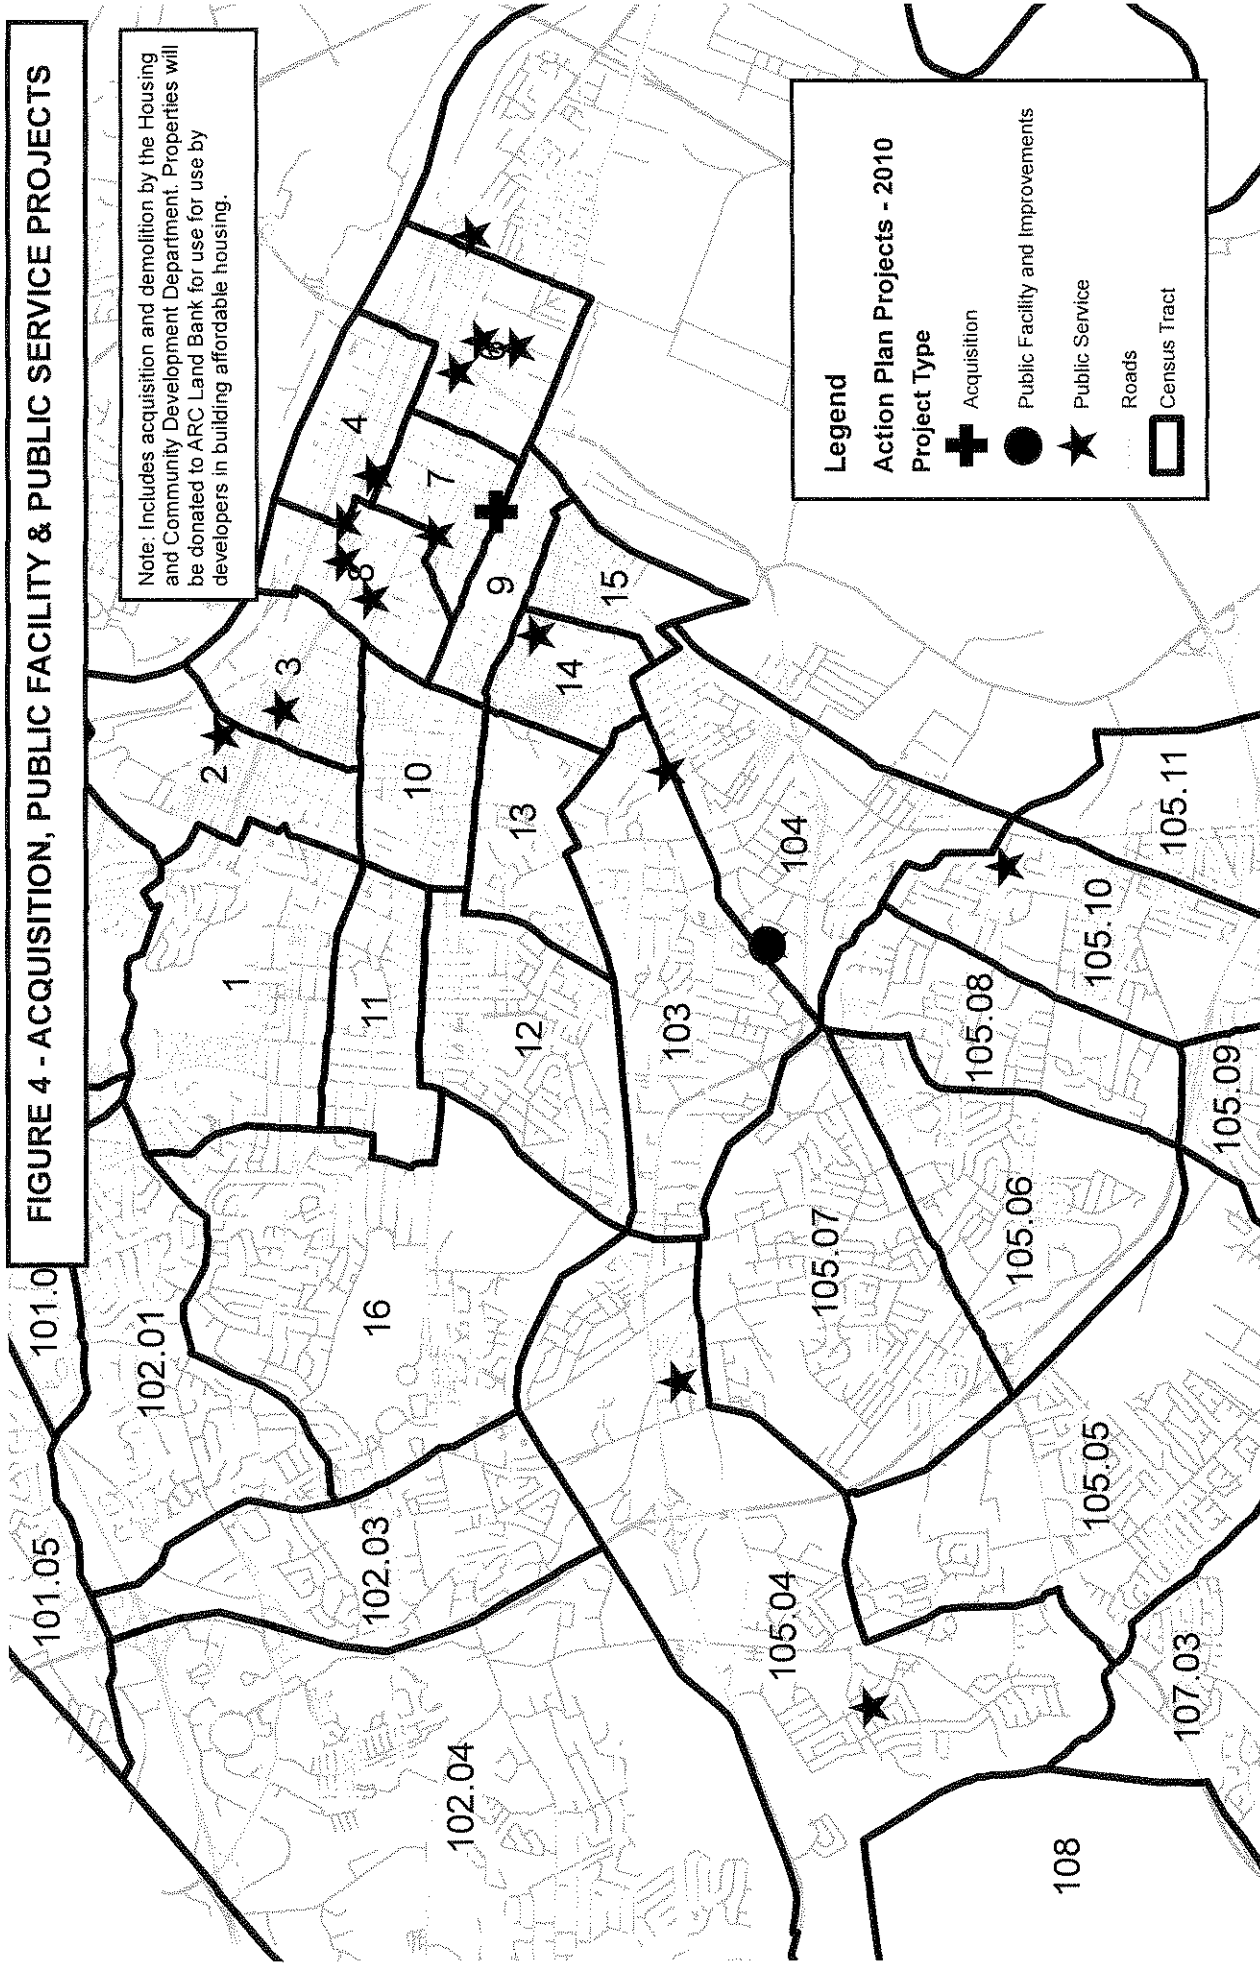 FIGURE 4 - ACQUISITION, PUBLIC FACILITY & PUBLIC SERVICE PROJECTS
Note: Includes acquisition and demolition by the Housing
and Community Development Department. Properties will
be donated to ARC Land Bank for use for use by
developers in building affordable housing.
101.05
101.0
102.01
102.03
102.04
16
1
2
3
4
11
10
8
7
6
9
12
13
14
15
103
104
105.04
105.07
105.06
105.08
105.10
105.11
105.09
105.05
107.03
108
Legend
Action Plan Projects - 2010
Project Type
Acquisition
Public Facility and Improvements
Public Service
Roads
Census Tract